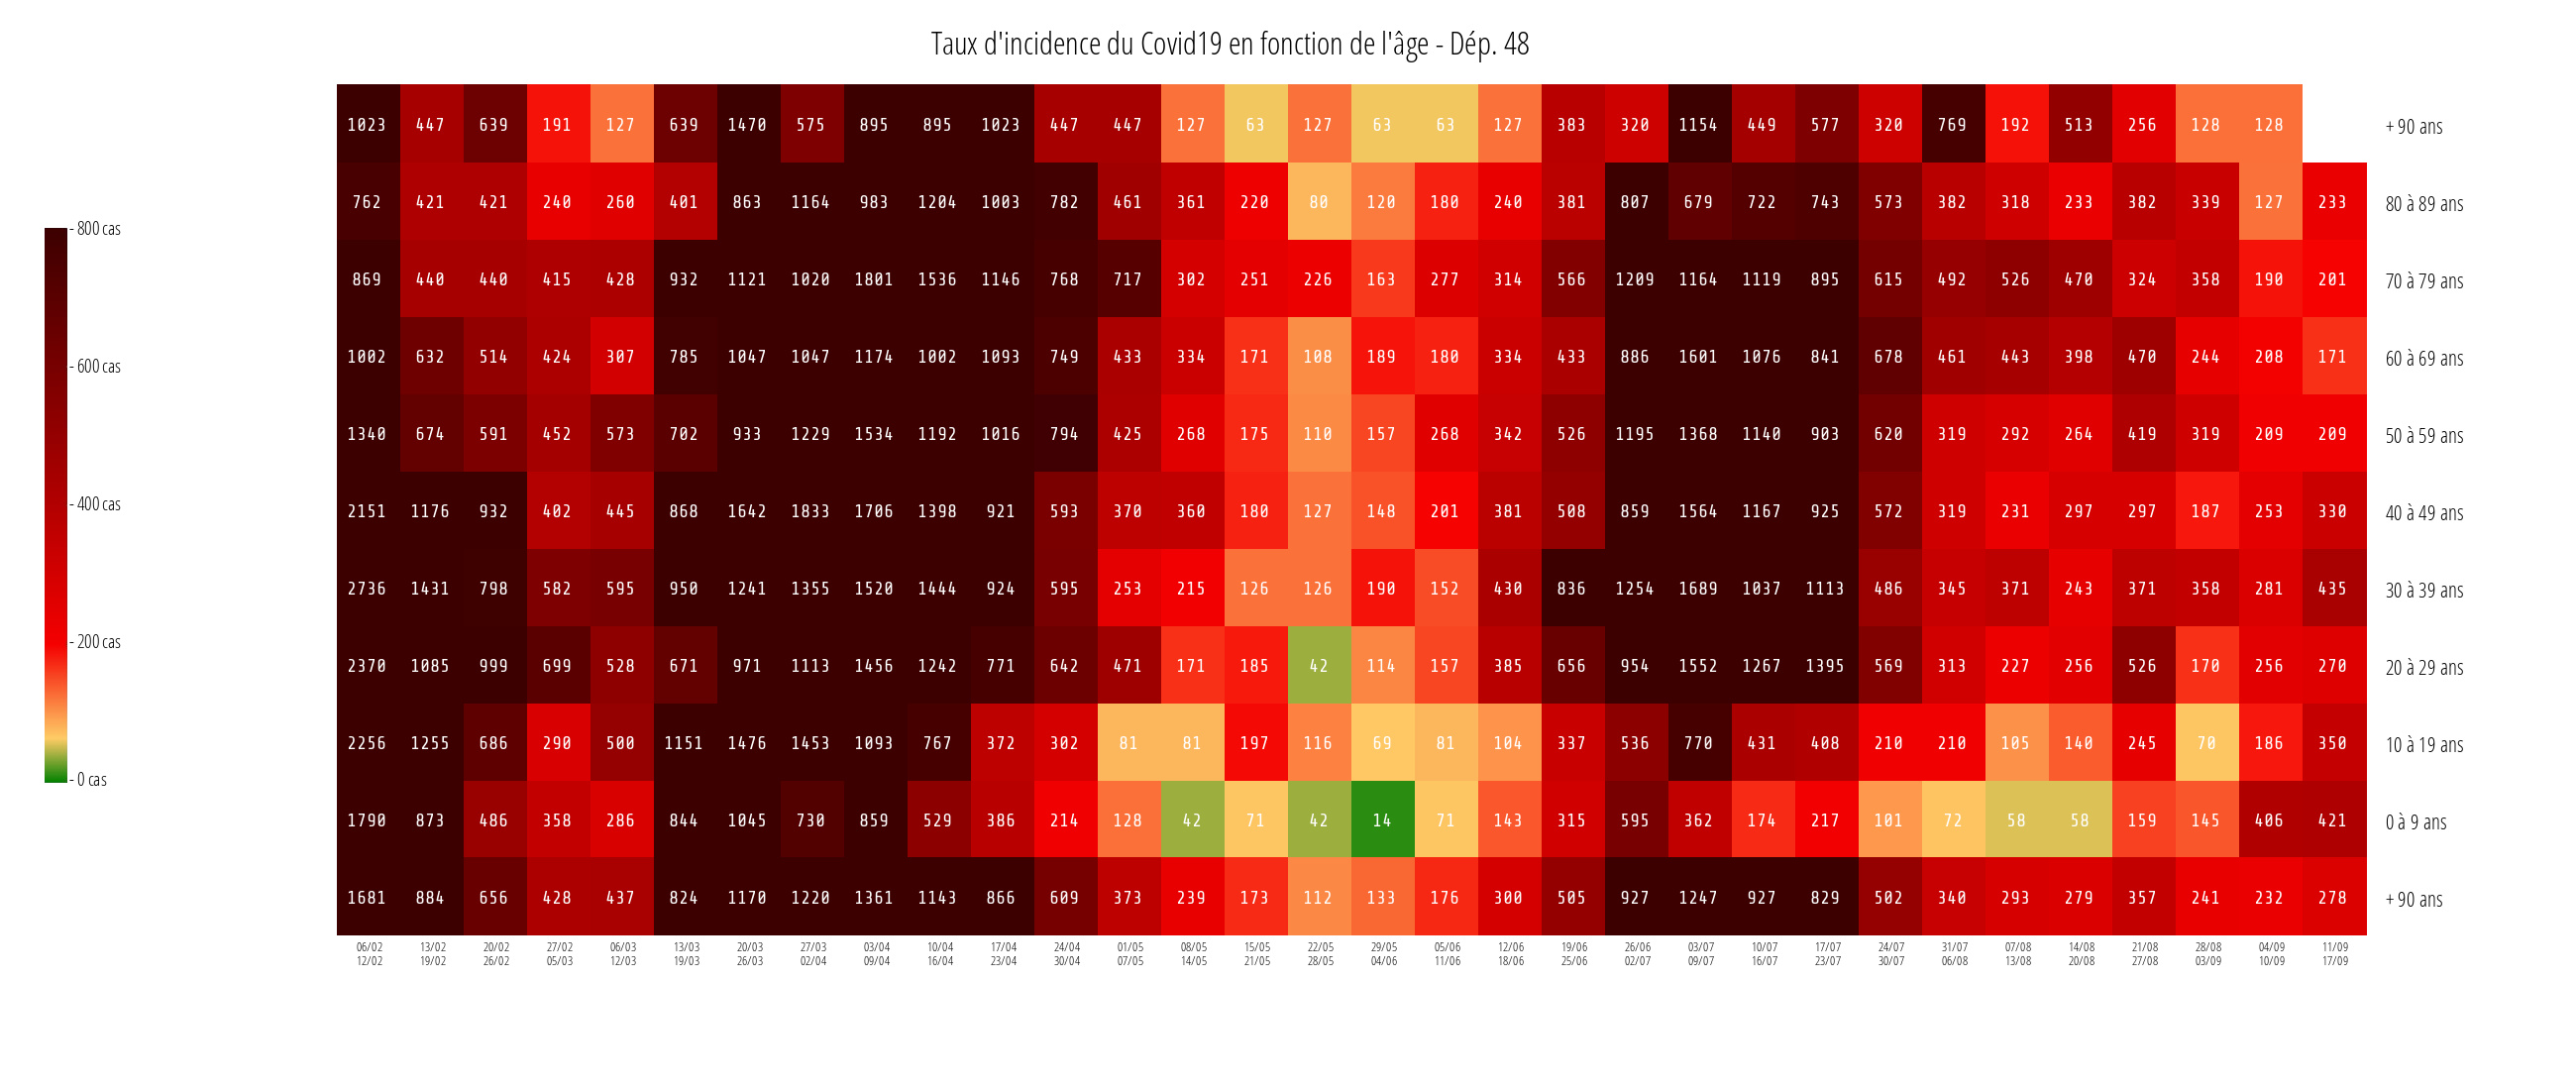 Taux d'incidence du Covid19 en fonction de l'âge - Dép. 48
1023 447 639 191 127 639 1470 575 895 895 1023 447 447 127 63 127 63 63 127 383 320 1154 449 577 320 769 192 513 256 128 128 + 90 ans
762 421 421 240 260 401 863 1164 983 1204 1003 782 461 361 220 80 120 180 240 381 807 679 722 743 573 382 318 233 382 339 127 233 80 à 89 ans
869 440 440 415 428 932 1121 1020 1801 1536 1146 768 717 302 251 226 163 277 314 566 1209 1164 1119 895 615 492 526 470 324 358 190 201 70 à 79 ans
1002 632 514 424 307 785 1047 1047 1174 1002 1093 749 433 334 171 108 189 180 334 433 886 1601 1076 841 678 461 443 398 470 244 208 171 60 à 69 ans
1340 674 591 452 573 702 933 1229 1534 1192 1016 794 425 268 175 110 157 268 342 526 1195 1368 1140 903 620 319 292 264 419 319 209 209 50 à 59 ans
2151 1176 932 402 445 868 1642 1833 1706 1398 921 593 370 360 180 127 148 201 381 508 859 1564 1167 925 572 319 231 297 297 187 253 330 40 à 49 ans
2736 1431 798 582 595 950 1241 1355 1520 1444 924 595 253 215 126 126 190 152 430 836 1254 1689 1037 1113 486 345 371 243 371 358 281 435 30 à 39 ans
2370 1085 999 699 528 671 971 1113 1456 1242 771 642 471 171 185 42 114 157 385 656 954 1552 1267 1395 569 313 227 256 526 170 256 270 20 à 29 ans
2256 1255 686 290 500 1151 1476 1453 1093 767 372 302 81 81 197 116 69 81 104 337 536 770 431 408 210 210 105 140 245 70 186 350 10 à 19 ans
1790 873 486 358 286 844 1045 730 859 529 386 214 128 42 71 42 14 71 143 315 595 362 174 217 101 72 58 58 159 145 406 421 0 à 9 ans
1681 884 656 428 437 824 1170 1220 1361 1143 866 609 373 239 173 112 133 176 300 505 927 1247 927 829 502 340 293 279 357 241 232 278 + 90 ans
06/02 13/02 20/02 27/02 06/03 13/03 20/03 27/03 03/04 10/04 17/04 24/04 01/05 08/05 15/05 22/05 29/05 05/06 12/06 19/06 26/06 03/07 10/07 17/07 24/07 31/07 07/08 14/08 21/08 28/08 04/09 11/09
12/02 19/02 26/02 05/03 12/03 19/03 26/03 02/04 09/04 16/04 23/04 30/04 07/05 14/05 21/05 28/05 04/06 11/06 18/06 25/06 02/07 09/07 16/07 23/07 30/07 06/08 13/08 20/08 27/08 03/09 10/09 17/09
- 800 cas
- 600 cas
- 400 cas
- 200 cas
- 0 cas